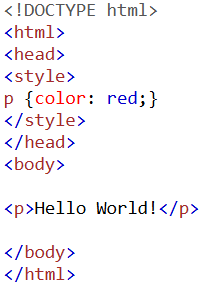 <!DOCTYPE html>
<html>
<head>
<style>
p {color: red;}
</style>
</head>
<body>

<p>Hello World!</p>

</body>
</html>